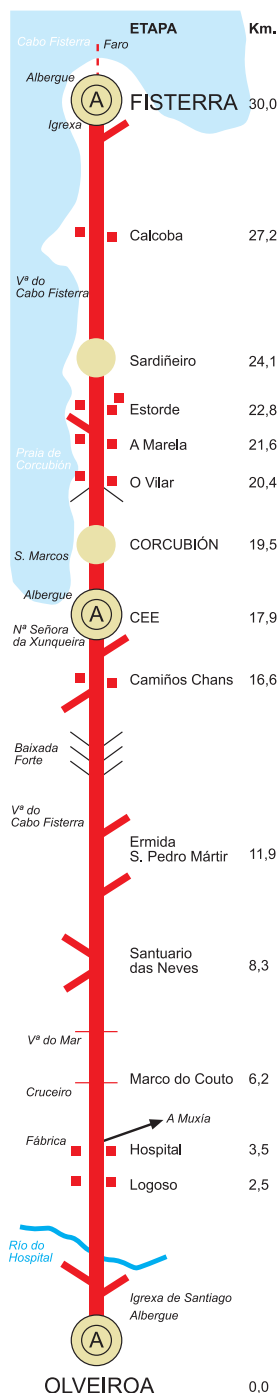 ETAPA Km.
Cabo Fisterra
Faro
Albergue
A
FISTERRA 30,0
Igrexa
Calcoba 27,2
Vª do
Cabo Fisterra
Sardiñeiro 24,1
Estorde 22,8
A Marela 21,6
Praia de
Corcubión
O Vilar 20,4
CORCUBIÓN 19,5
S. Marcos
Albergue
A
CEE 17,9
Nª Señora
da Xunqueira
Camiños Chans 16,6
Baixada
Forte
Vª do
Cabo Fisterra
Ermida
S. Pedro Mártir 11,9
Santuario
das Neves 8,3
Vª do Mar
Marco do Couto 6,2
Cruceiro
A Muxía
Fábrica
Hospital 3,5
Logoso 2,5
Río do
Hospital
Igrexa de Santiago
Albergue
A
OLVEIROA 0.0